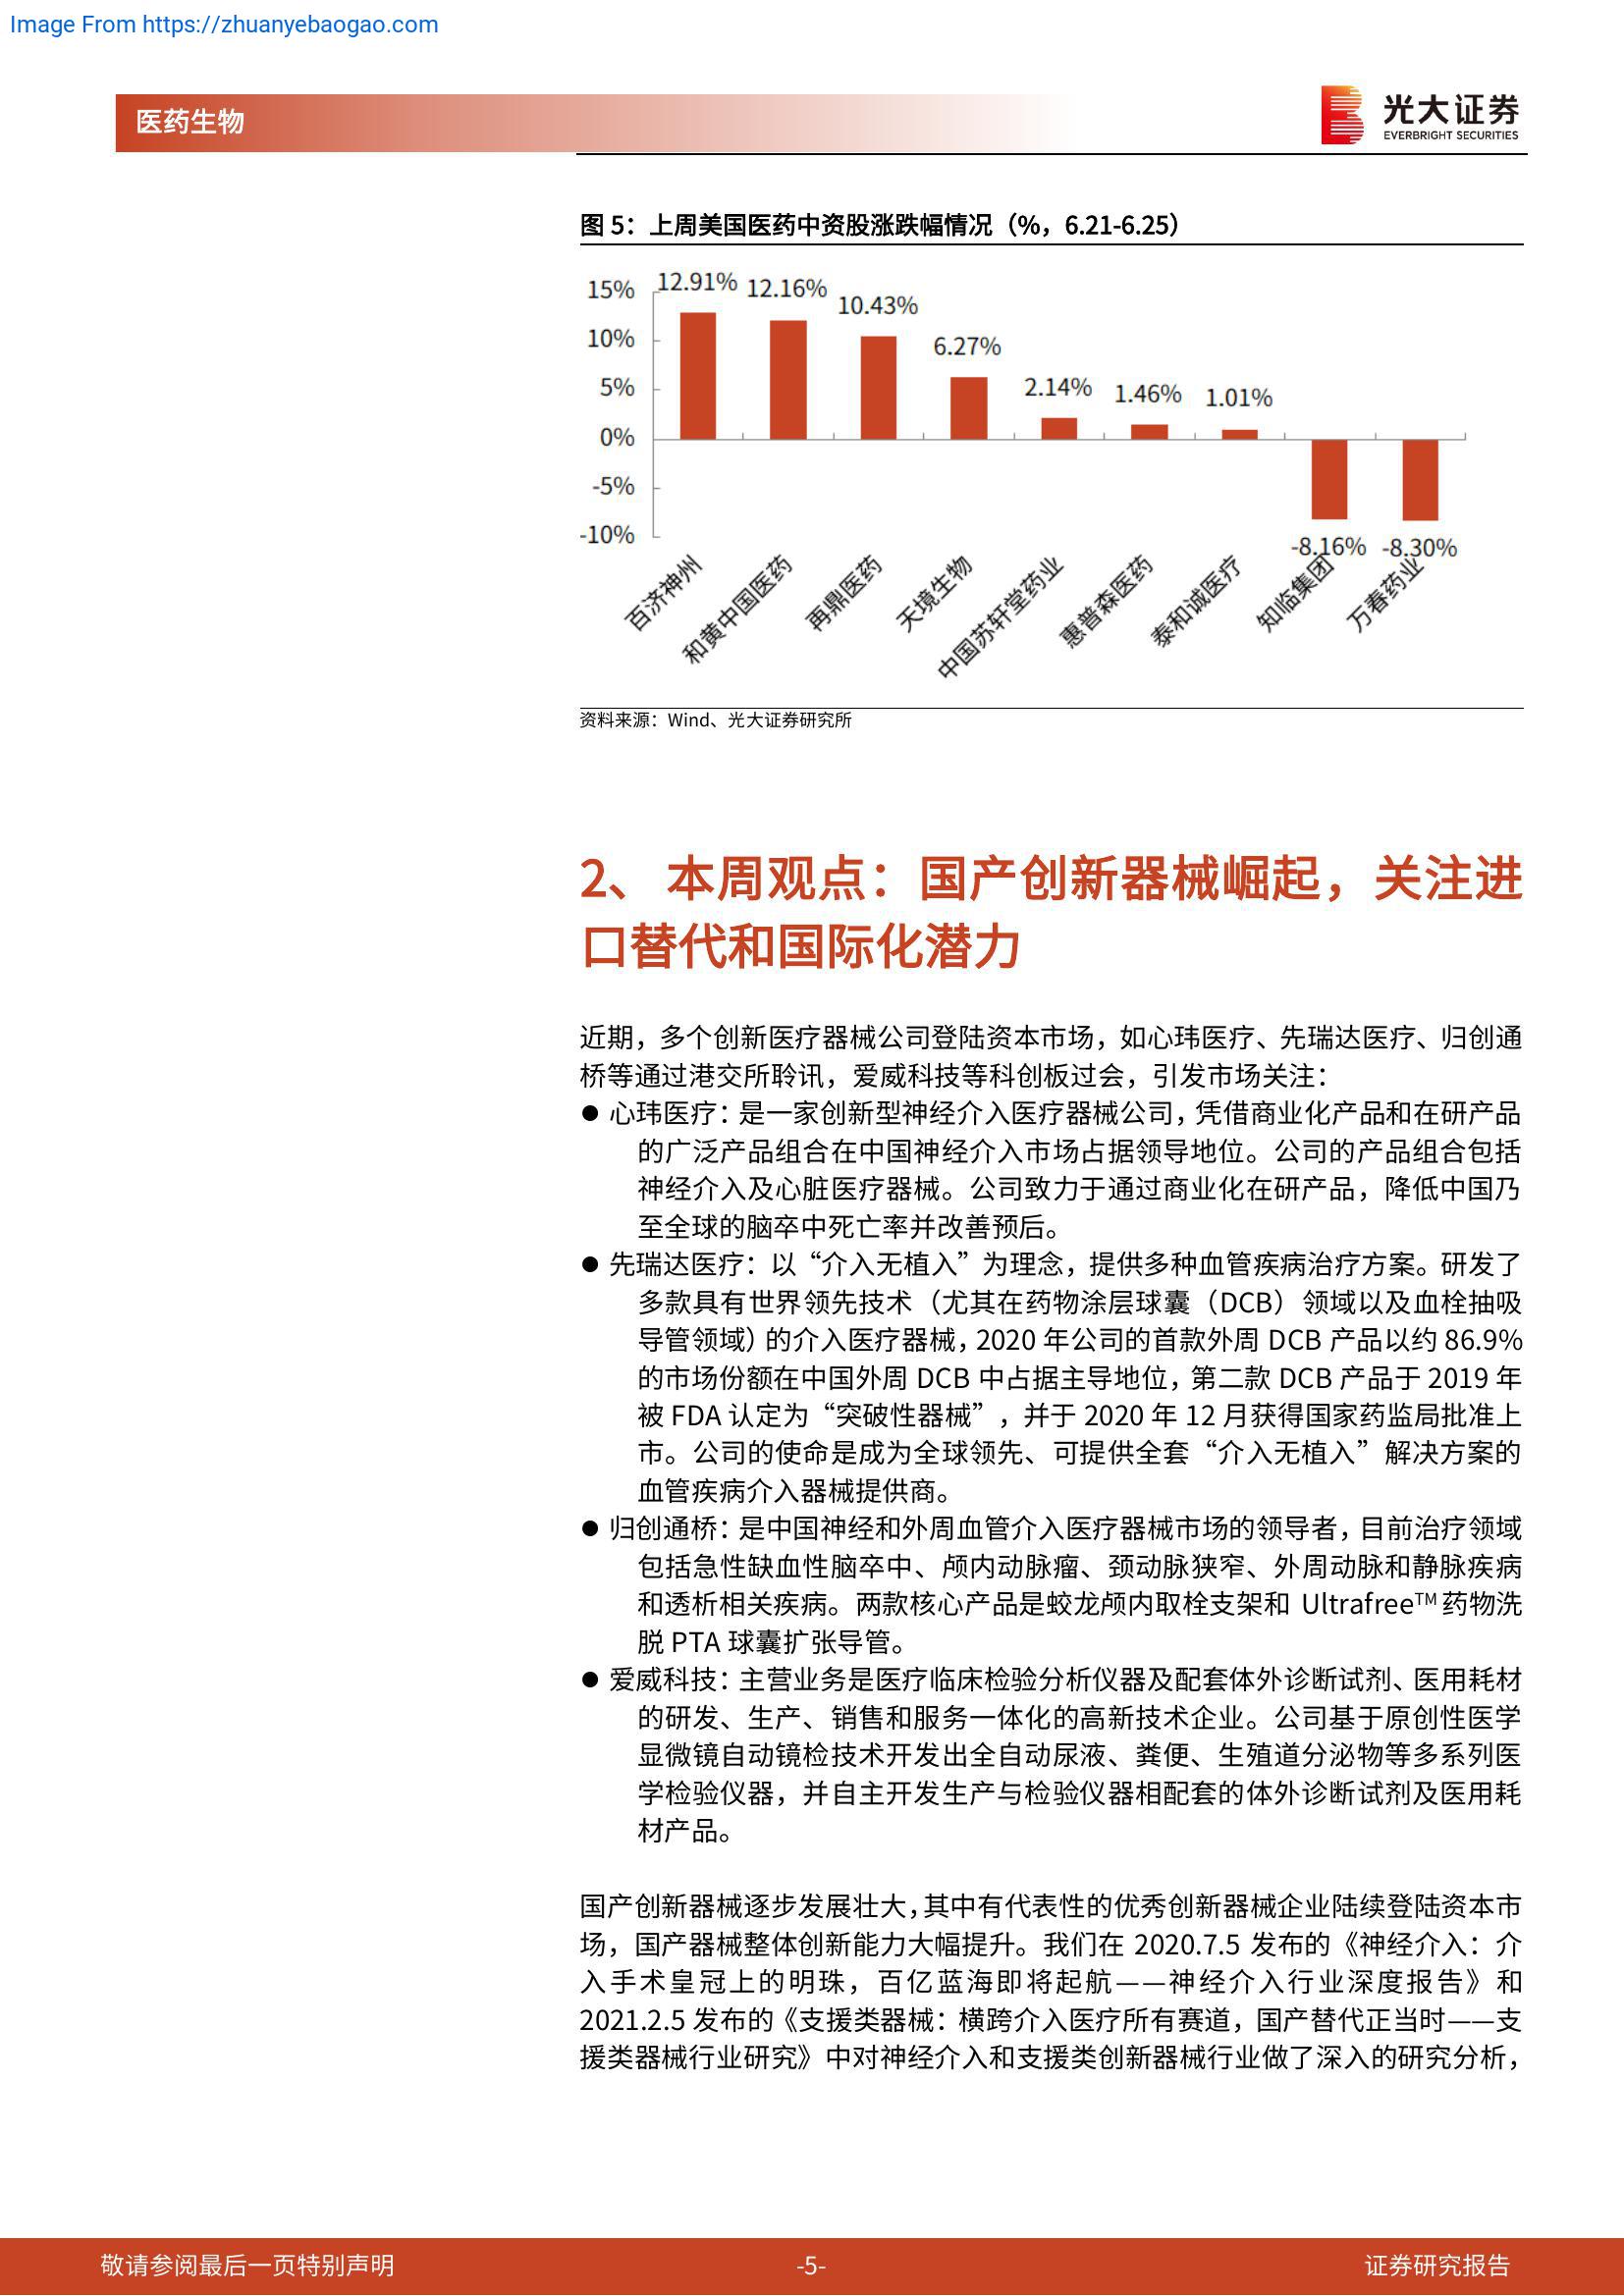 Image From https://zhuanyebaogao.com
医药生物
光大证券
EVERBRIGHT SECURITIES
图 5：上周美国医药中资股涨跌幅情况（%，6.21-6.25）
15%
10%
5%
0%
-5%
-10%
12.91%
12.16%
10.43%
6.27%
2.14%
1.46%
1.01%
-8.16%
-8.30%
百济神州
和黄中国医药
再鼎医药
天境生物
中国苏轩堂药业
惠普森医药
泰和诚医疗
知临集团
万春药业
资料来源：Wind、光大证券研究所
2、 本周观点：国产创新器械崛起，关注进
口替代和国际化潜力
近期，多个创新医疗器械公司登陆资本市场，如心玮医疗、先瑞达医疗、归创通
桥等通过港交所聆讯，爱威科技等科创板过会，引发市场关注：
● 心玮医疗：是一家创新型神经介入医疗器械公司，凭借商业化产品和在研产品
的广泛产品组合在中国神经介入市场占据领导地位。公司的产品组合包括
神经介入及心脏医疗器械。公司致力于通过商业化在研产品，降低中国乃
至全球的脑卒中死亡率并改善预后。
● 先瑞达医疗：以“介入无植入”为理念，提供多种血管疾病治疗方案。研发了
多款具有世界领先技术（尤其在药物涂层球囊（DCB）领域以及血栓抽吸
导管领域）的介入医疗器械，2020 年公司的首款外周 DCB 产品以约 86.9%
的市场份额在中国外周 DCB 中占据主导地位，第二款 DCB 产品于 2019 年
被 FDA 认定为“突破性器械”，并于 2020 年 12 月获得国家药监局批准上
市。公司的使命是成为全球领先、可提供全套“介入无植入”解决方案的
血管疾病介入器械提供商。
● 归创通桥：是中国神经和外周血管介入医疗器械市场的领导者，目前治疗领域
包括急性缺血性脑卒中、颅内动脉瘤、颈动脉狭窄、外周动脉和静脉疾病
和透析相关疾病。两款核心产品是蛟龙颅内取栓支架和 Ultrafree™ 药物洗
脱 PTA 球囊扩张导管。
● 爱威科技：主营业务是医疗临床检验分析仪器及配套体外诊断试剂、医用耗材
的研发、生产、销售和服务一体化的高新技术企业。公司基于原创性医学
显微镜自动镜检技术开发出全自动尿液、粪便、生殖道分泌物等多系列医
学检验仪器，并自主开发生产与检验仪器相配套的体外诊断试剂及医用耗
材产品。
国产创新器械逐步发展壮大，其中有代表性的优秀创新器械企业陆续登陆资本市
场，国产器械整体创新能力大幅提升。我们在 2020.7.5 发布的《神经介入：介
入手术皇冠上的明珠，百亿蓝海即将起航——神经介入行业深度报告》和
2021.2.5 发布的《支援类器械：横跨介入医疗所有赛道，国产替代正当时——支
援类器械行业研究》中对神经介入和支援类创新器械行业做了深入的研究分析，
敬请参阅最后一页特别声明
-5-
证券研究报告